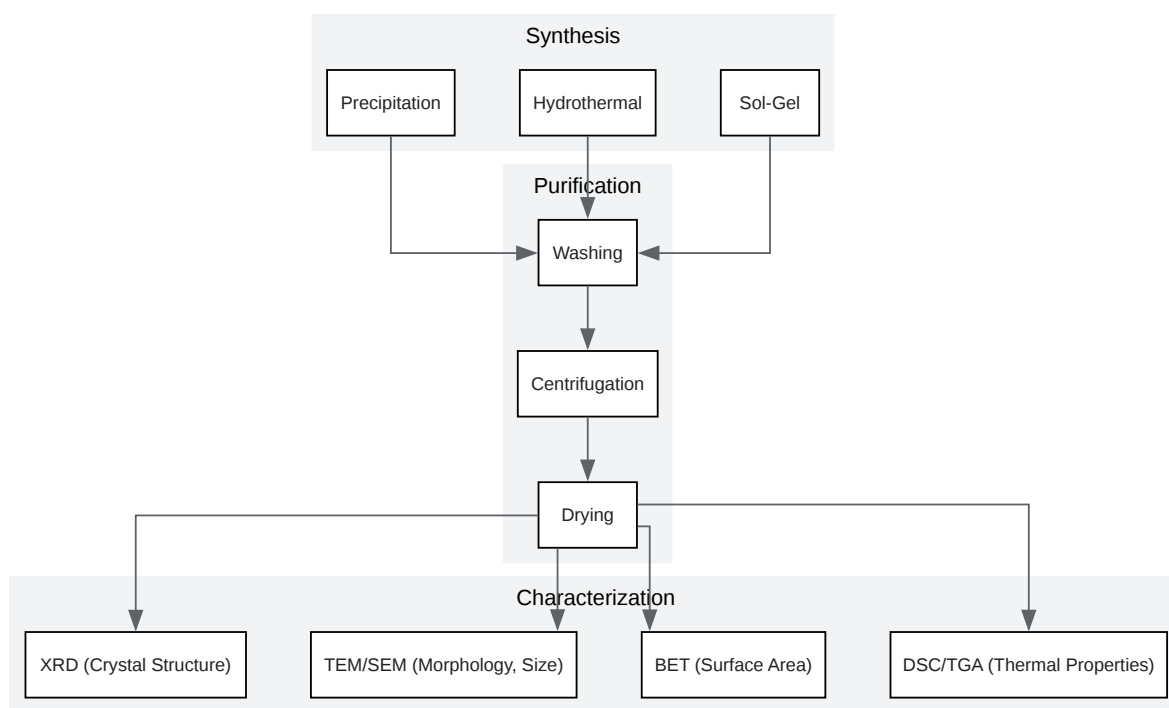 Synthesis
Precipitation
Hydrothermal
Sol-Gel
Purification
Washing
Centrifugation
Drying
Characterization
XRD (Crystal Structure)
TEM/SEM (Morphology, Size)
BET (Surface Area)
DSC/TGA (Thermal Properties)